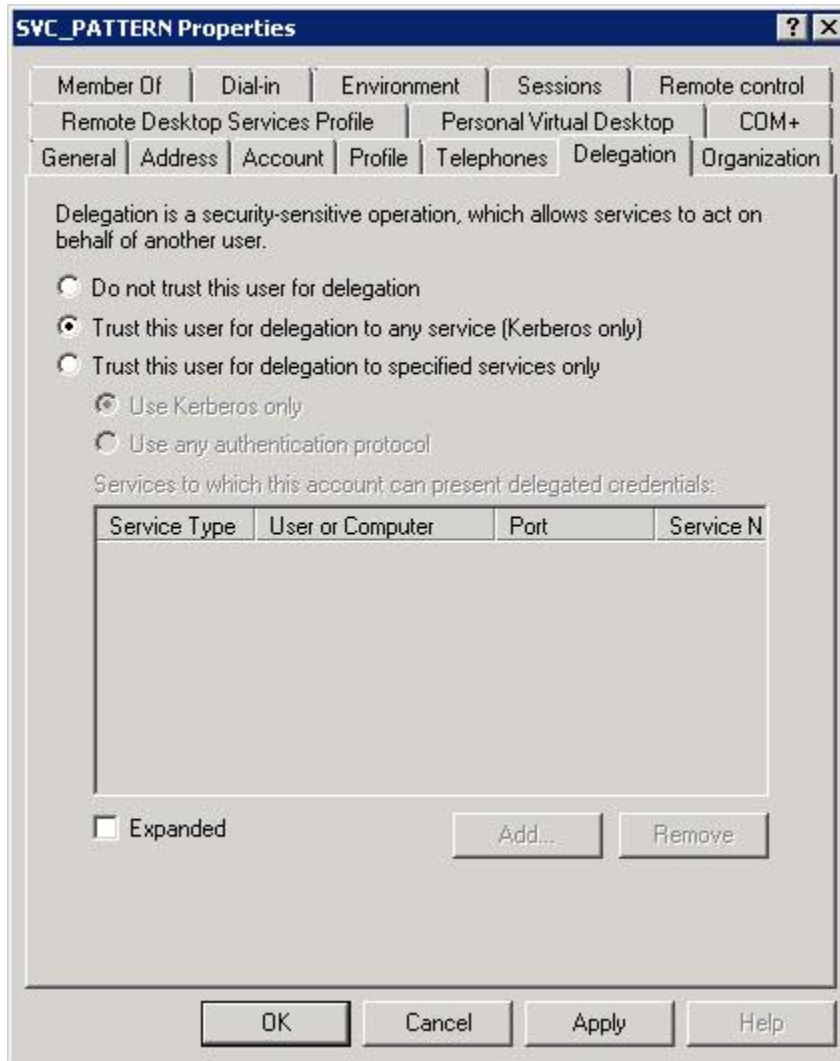 SVC_PATTERN Properties
Member Of Dial-in Environment Sessions Remote control
Remote Desktop Services Profile Personal Virtual Desktop COM+
General Address Account Profile Telephones Delegation Organization
Delegation is a security-sensitive operation, which allows services to act on
behalf of another user.
Do not trust this user for delegation
Trust this user for delegation to any service (Kerberos only)
Trust this user for delegation to specified services only
Use Kerberos only
Use any authentication protocol
Services to which this account can present delegated credentials:
Service Type User or Computer Port Service N
Expanded Add... Remove
OK Cancel Apply Help